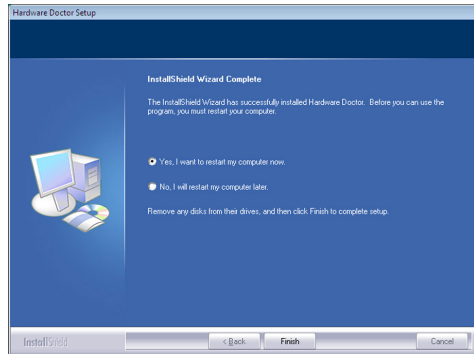 Hardware Doctor Setup
InstallShield Wizard Complete
The InstallShield Wizard has successfully installed Hardware Doctor. Before you can use the
program, you must restart your computer.
Yes, I want to restart my computer now.
No, I will restart my computer later.
Remove any disks from their drives, and then click Finish to complete setup.
InstallShield
< Back Finish Cancel